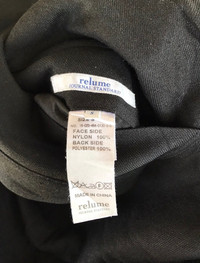 relume
JOURNAL STANDARD
FACE SIDE
NYLON 100%
BACK SIDE
POLYESTER 100%
MADE IN CHINA
relume